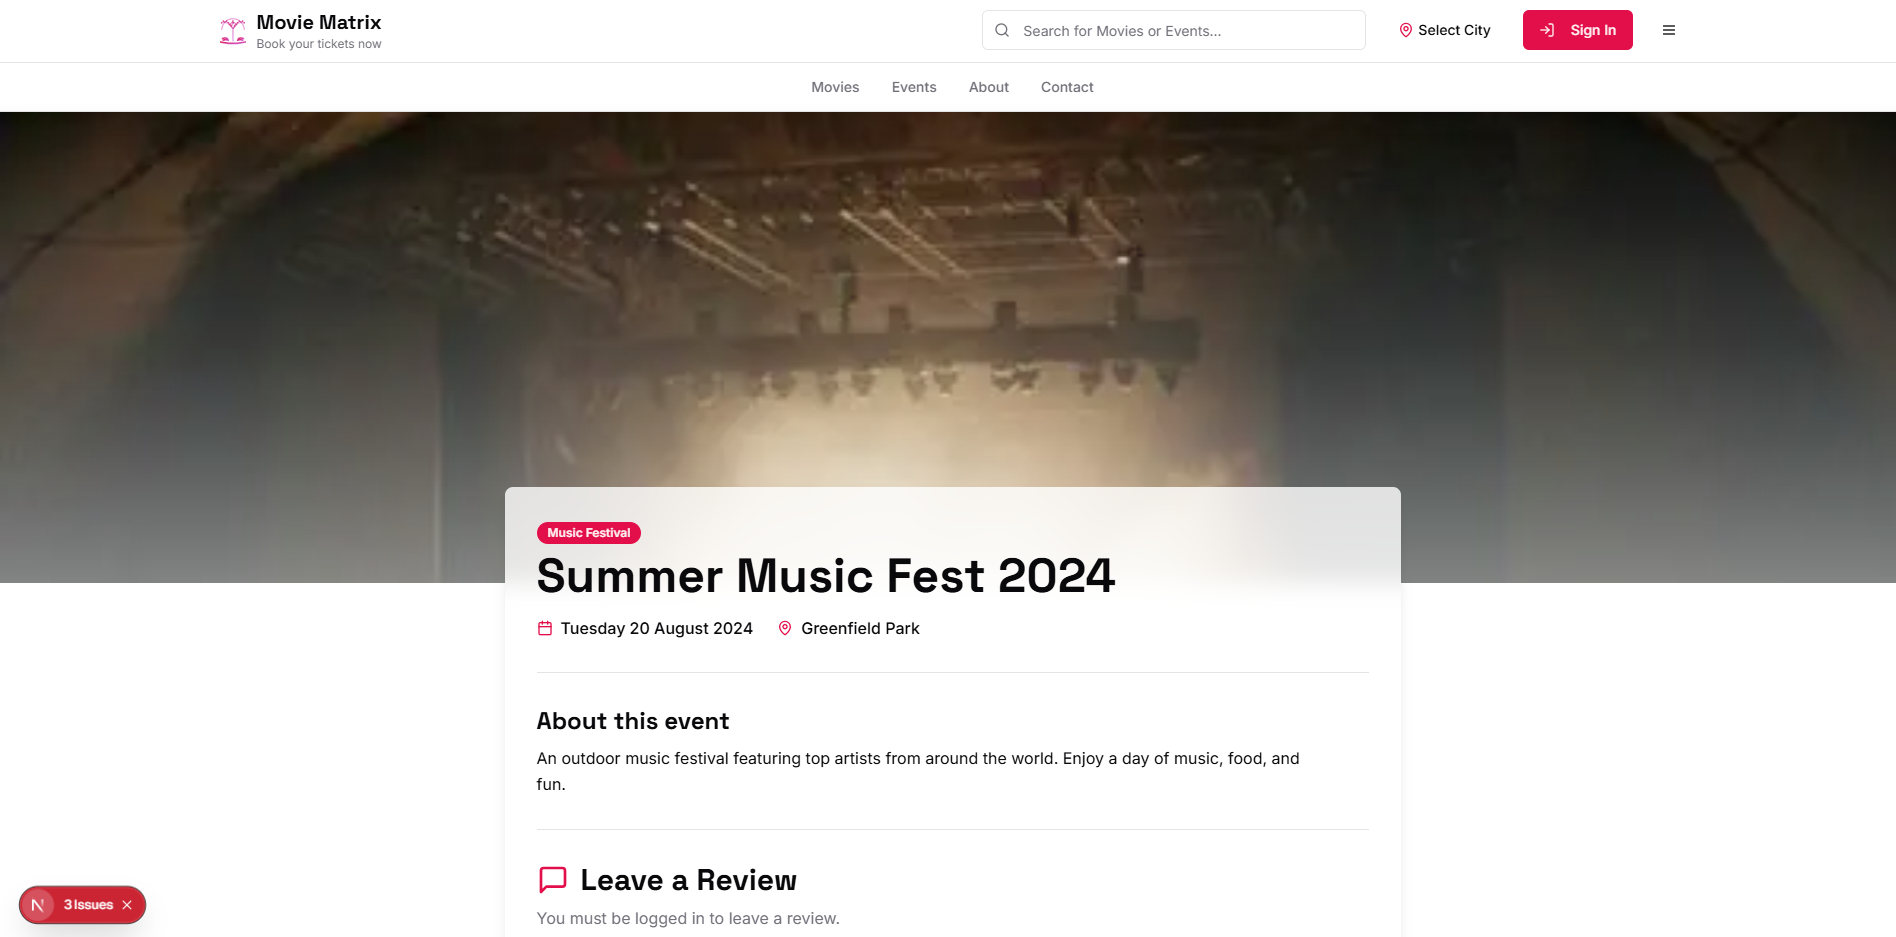 Movie Matrix
Book your tickets now
Search for Movies or Events...
Select City
Sign In
Movies
Events
About
Contact
Music Festival
Summer Music Fest 2024
Tuesday 20 August 2024
Greenfield Park
About this event
An outdoor music festival featuring top artists from around the world. Enjoy a day of music, food, and
fun.
Leave a Review
You must be logged in to leave a review.
N
3 Issues